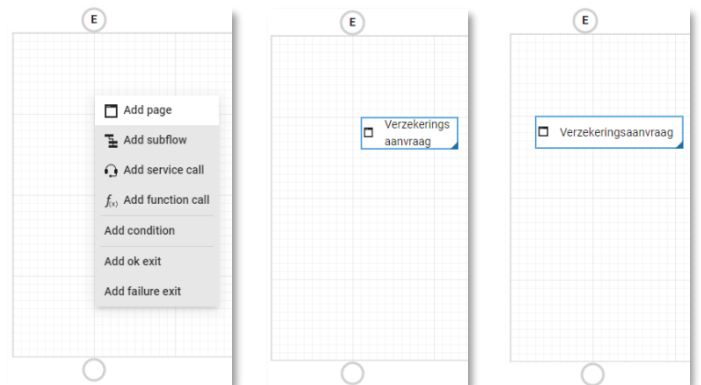 E
Add page
Add subflow
Add service call
f(x) Add function call
Add condition
Add ok exit
Add failure exit
E
Verzekerings
aanvraag
E
Verzekeringsaanvraag